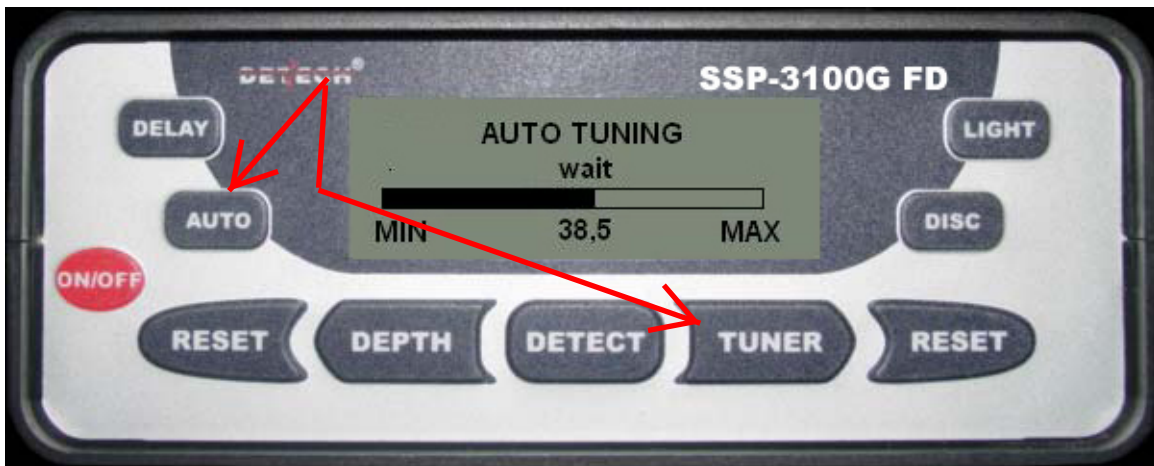 DETECH®
SSP-3100G FD
DELAY
AUTO TUNING
LIGHT
wait
AUTO
MIN 38,5 MAX
DISC
ON/OFF
RESET
DEPTH
DETECT
TUNER
RESET